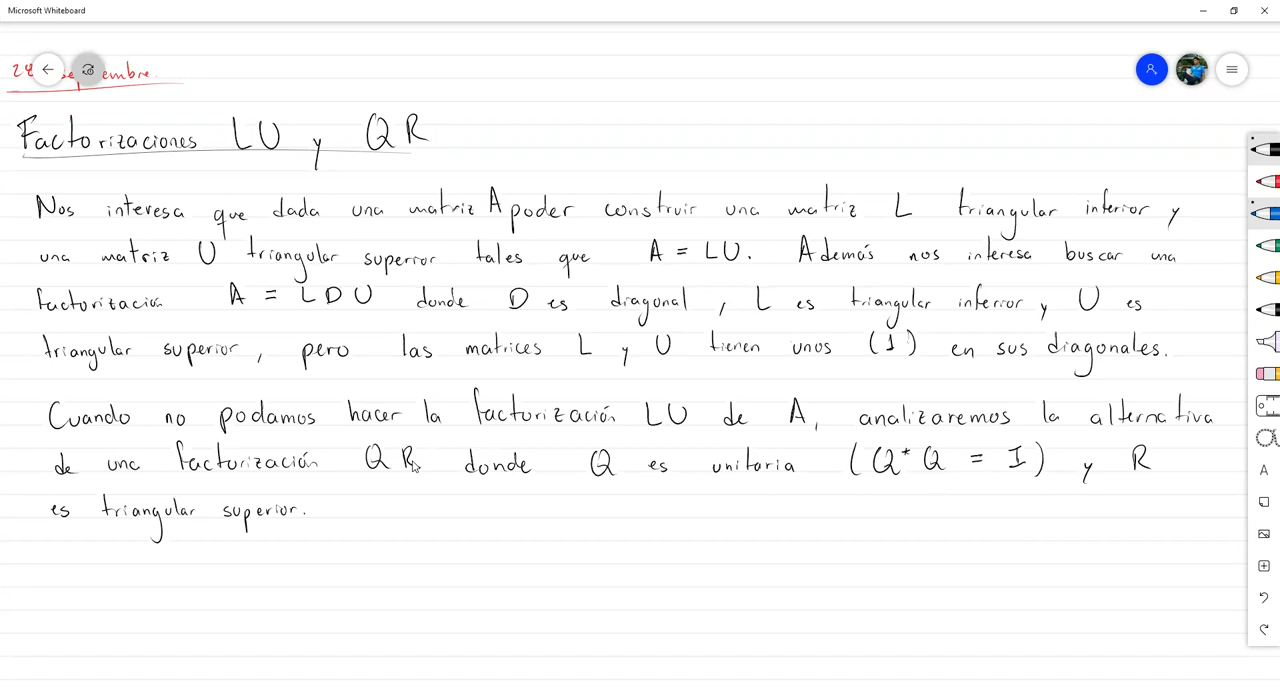 Microsoft Whiteboard
Factorizaciones LU y QR
Nos interesa que dada una matriz A poder construir una matriz L triangular inferior y
una matriz U triangular superior tales que A = LU. Además nos interesa buscar una
factorización A = LDU donde D es diagonal, L es triangular inferior y U es
triangular superior, pero las matrices L y U tienen unos (1) en sus diagonales.
Cuando no podamos hacer la factorización LU de A, analizaremos la alternativa
de una factorización QR donde Q es unitaria (Q*Q = I) y R
es triangular superior.
A